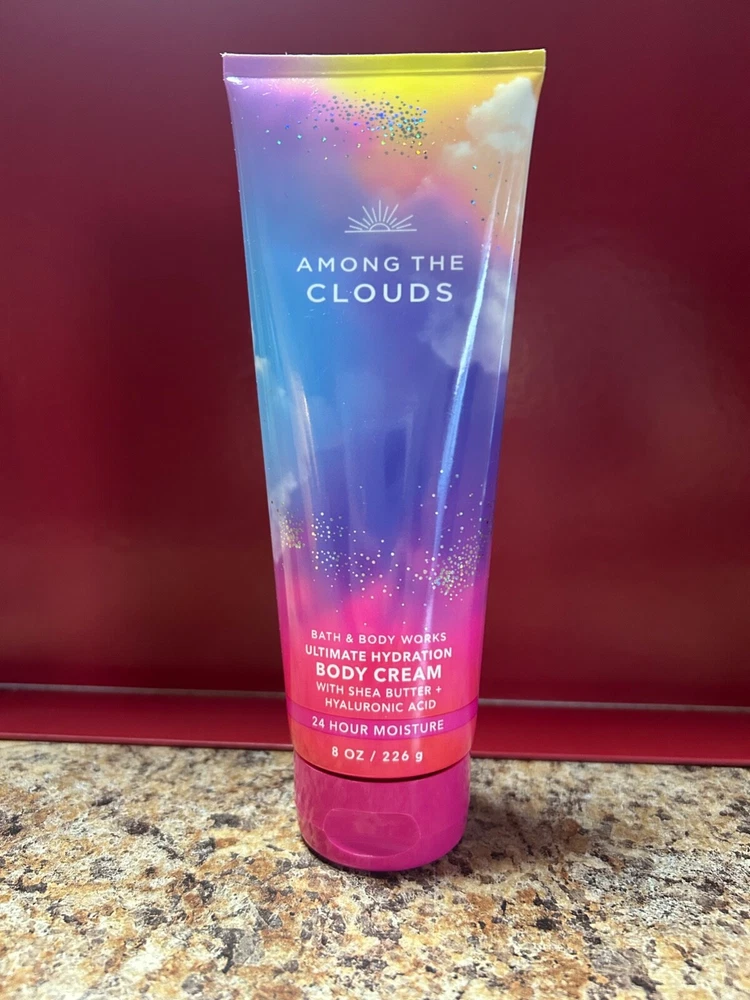 AMONG THE
CLOUDS
BATH & BODY WORKS
ULTIMATE HYDRATION
BODY CREAM
WITH SHEA BUTTER +
HYALURONIC ACID
24 HOUR MOISTURE
8 OZ / 226 g